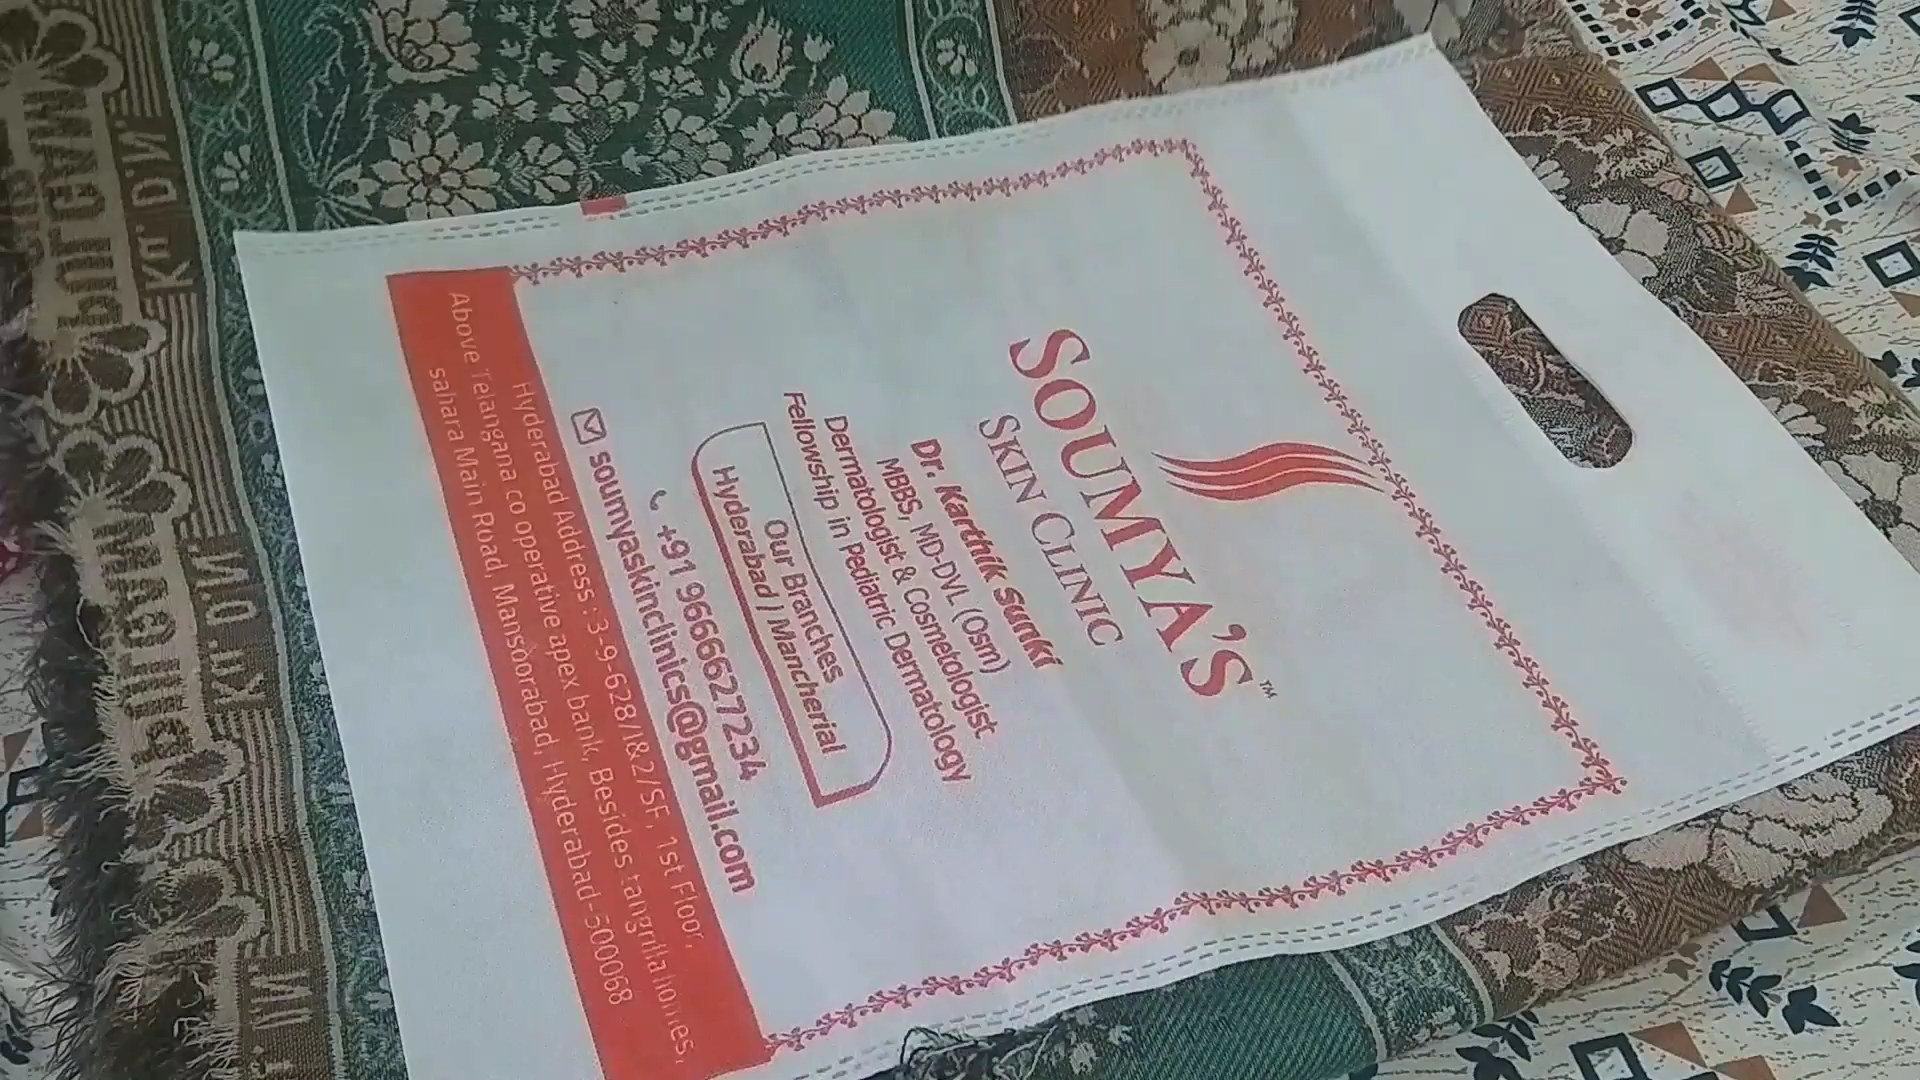 SOUMYA'S™
SKIN CLINIC
Dr. Karthik Sunki
MBBS, MD-DVL (Osm)
Dermatologist & Cosmetologist
Fellowship in Pediatric Dermatology
Our Branches
Hyderabad | Mancherial
+91 9666627234
soumyaskinclinics@gmail.com
Hyderabad Address : 3-9-628/1&2/SF, 1st Floor,
Above Telangana co operative apex bank, Besides tangrilla homes,
sahara Main Road, Mansoorabad, Hyderabad-500068